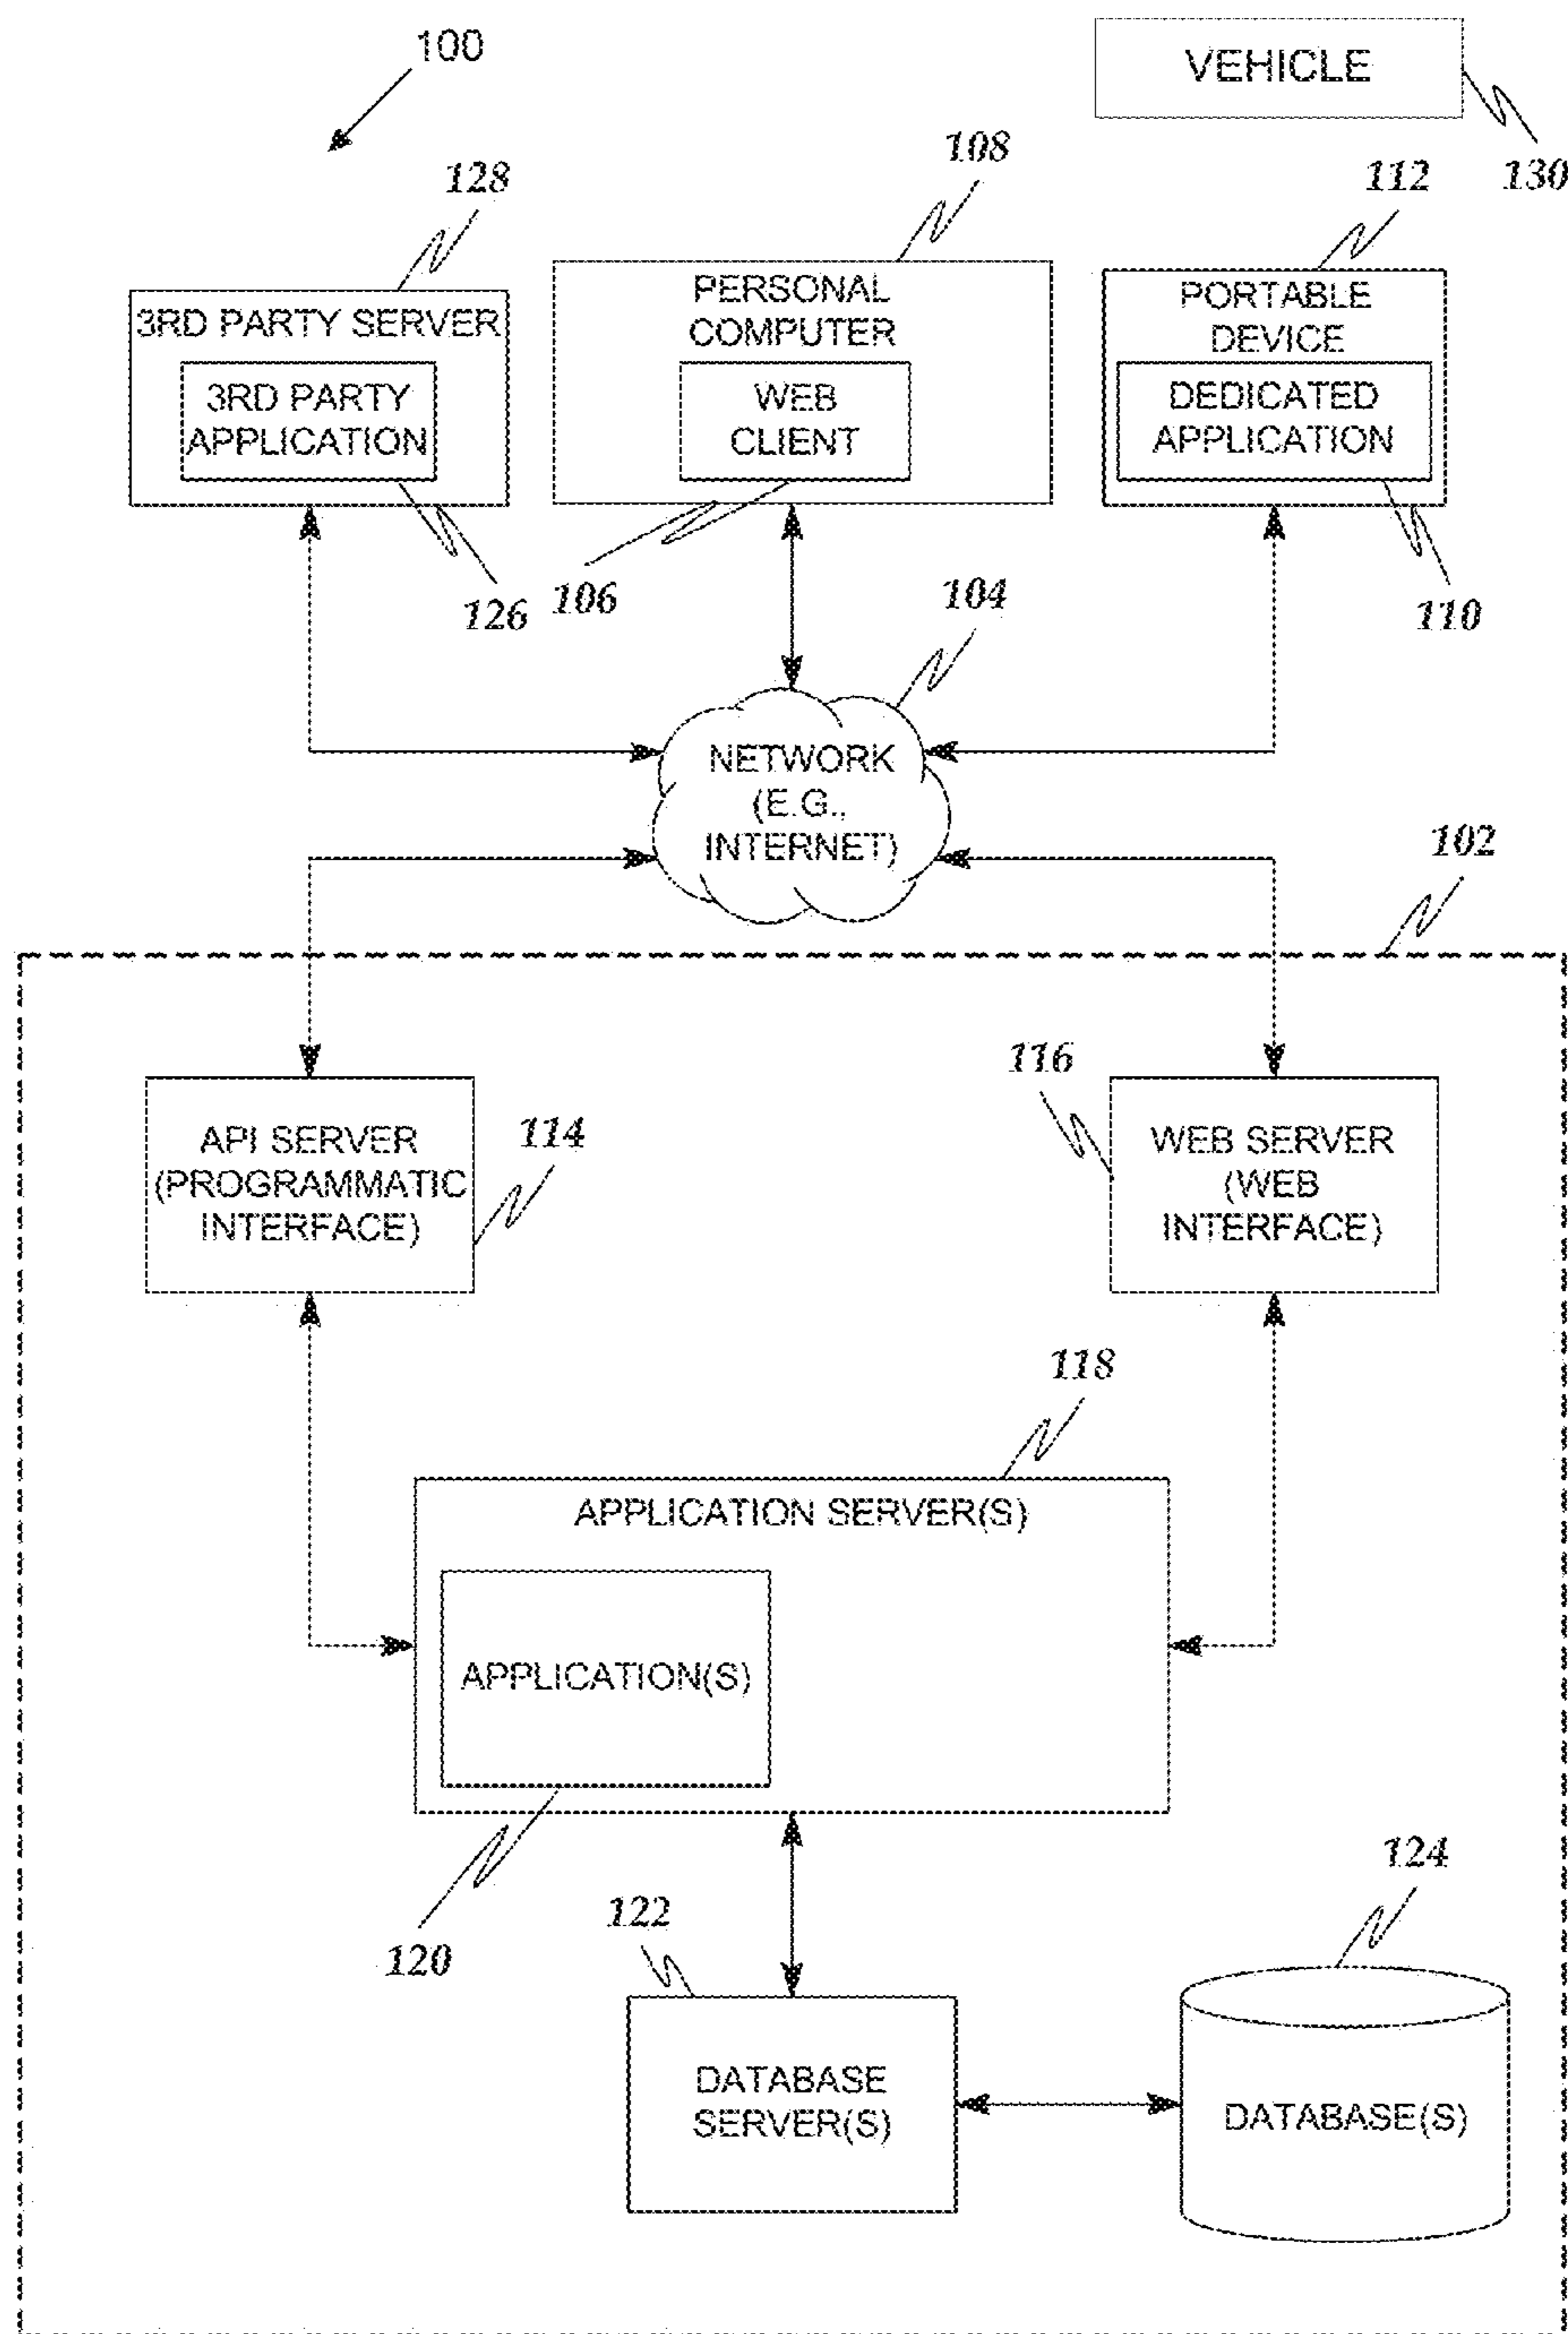 100
VEHICLE
130
128
108
112
3RD PARTY SERVER
3RD PARTY
APPLICATION
126
PERSONAL
COMPUTER
WEB
CLIENT
106
PORTABLE
DEVICE
DEDICATED
APPLICATION
110
104
NETWORK
(E.G.,
INTERNET)
102
API SERVER
(PROGRAMMATIC
INTERFACE)
114
116
WEB SERVER
(WEB
INTERFACE)
118
APPLICATION SERVER(S)
APPLICATION(S)
120
122
124
DATABASE
SERVER(S)
DATABASE(S)